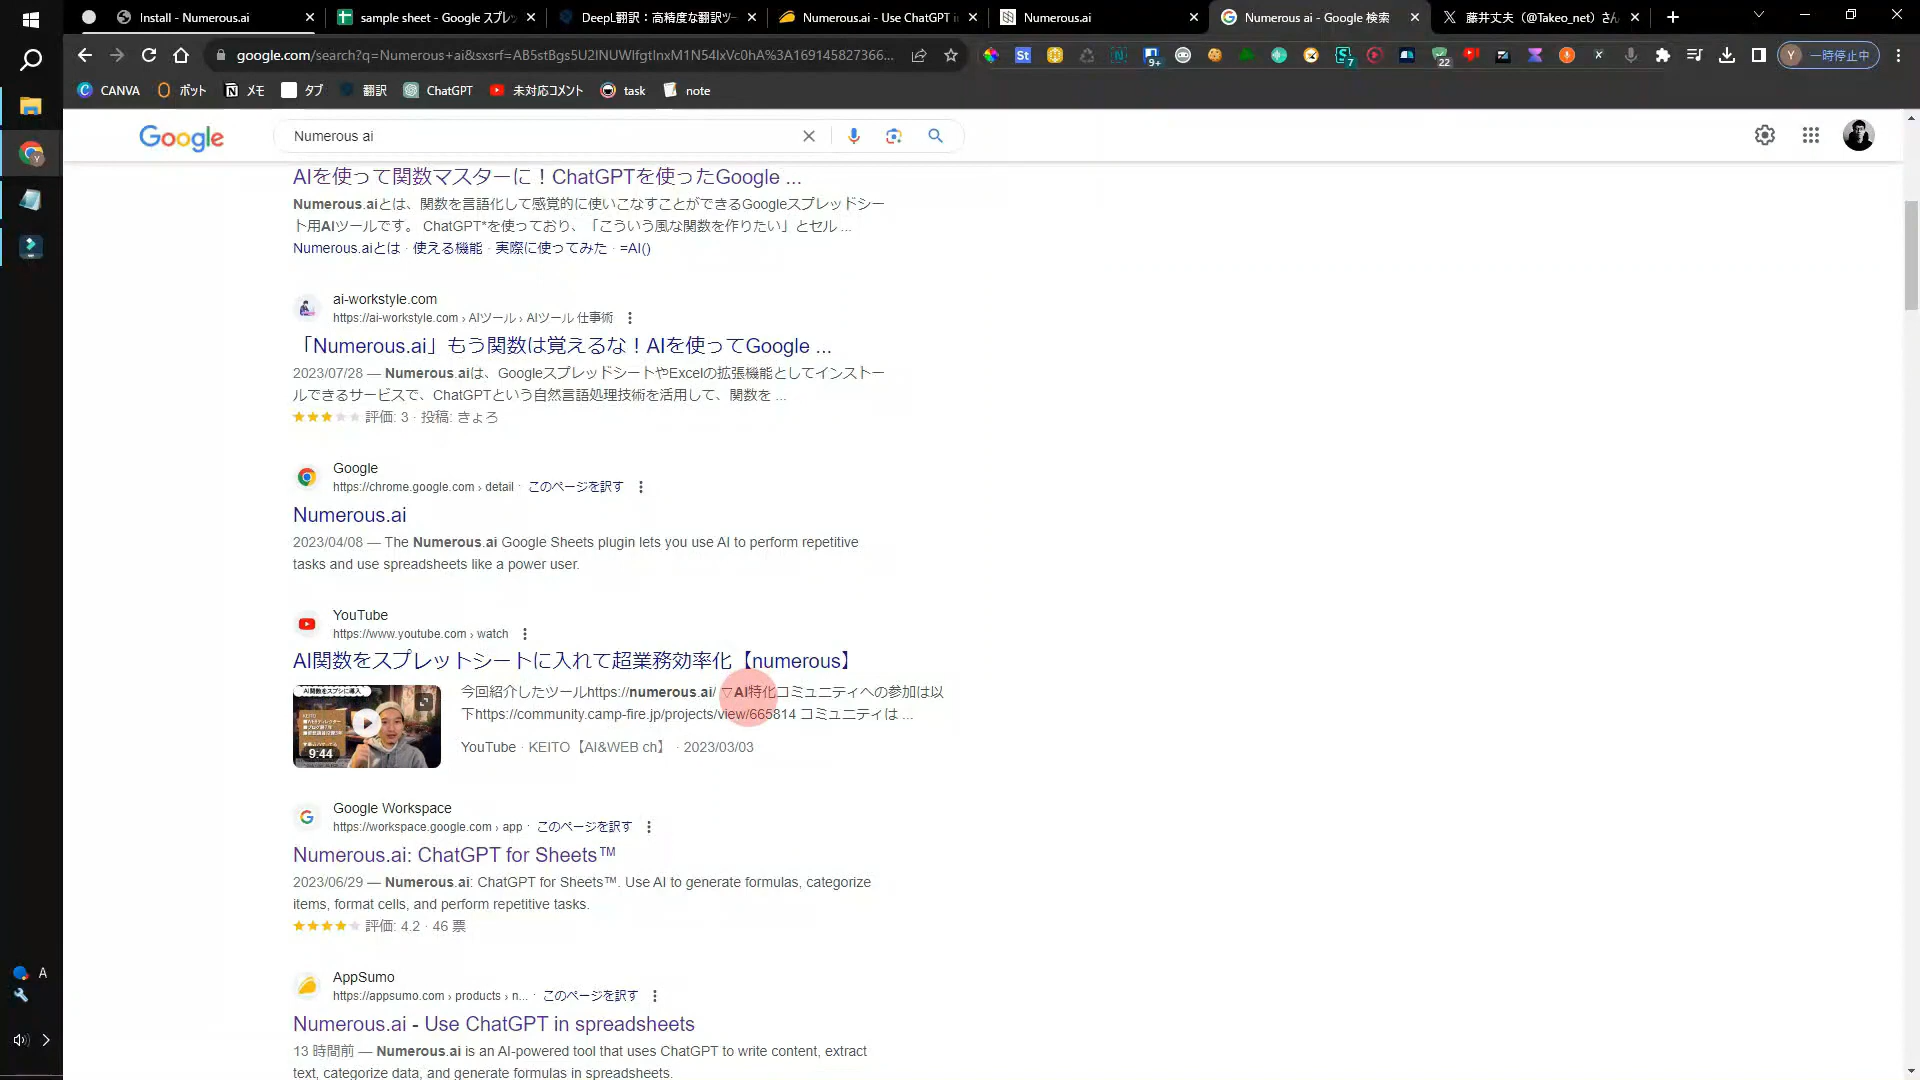 Install - Numerous.ai
sample sheet - Google スプレ
DeepL翻訳：高精度な翻訳ツー
Numerous.ai - Use ChatGPT i
Numerous.ai
Numerous ai - Google 検索
藤井丈夫（@Takeo_net）さん
google.com/search?q=Numerous+ai&sxsrf=AB5stBgs5U2INUWIfgtInxM1N54IxVc0hA%3A169145827366...
St
9+
7
22
Y 一時停止中
CANVA
ボット
メモ
タブ
翻訳
ChatGPT
未対応コメント
task
note
Google
Numerous ai
AIを使って関数マスターに！ChatGPTを使ったGoogle ...
Numerous.aiとは、関数を言語化して感覚的に使いこなすことができるGoogleスプレッドシー
ト用AIツールです。 ChatGPT*を使っており、「こういう風な関数を作りたい」とセル ...
Numerous.aiとは · 使える機能 · 実際に使ってみた · =AI()
ai-workstyle.com
https://ai-workstyle.com › AIツール › AIツール 仕事術
「Numerous.ai」もう関数は覚えるな！AIを使ってGoogle ...
2023/07/28 — Numerous.aiは、GoogleスプレッドシートやExcelの拡張機能としてインストー
ルできるサービスで、ChatGPTという自然言語処理技術を活用して、関数を ...
評価: 3 · 投稿: きょろ
Google
https://chrome.google.com › detail · このページを訳す
Numerous.ai
2023/04/08 — The Numerous.ai Google Sheets plugin lets you use AI to perform repetitive
tasks and use spreadsheets like a power user.
YouTube
https://www.youtube.com › watch
AI関数をスプレットシートに入れて超業務効率化【numerous】
AI関数をスプシに導入
KEITO
9:44
今回紹介したツールhttps://numerous.ai/ ▽AI特化コミュニティへの参加は以
下https://community.camp-fire.jp/projects/view/665814 コミュニティは ...
YouTube · KEITO【AI&WEB ch】 · 2023/03/03
Google Workspace
https://workspace.google.com › app · このページを訳す
Numerous.ai: ChatGPT for Sheets™
2023/06/29 — Numerous.ai: ChatGPT for Sheets™. Use AI to generate formulas, categorize
items, format cells, and perform repetitive tasks.
評価: 4.2 · 46 票
AppSumo
https://appsumo.com › products › n... · このページを訳す
Numerous.ai - Use ChatGPT in spreadsheets
13 時間前 — Numerous.ai is an AI-powered tool that uses ChatGPT to write content, extract
text, categorize data, and generate formulas in spreadsheets.
A